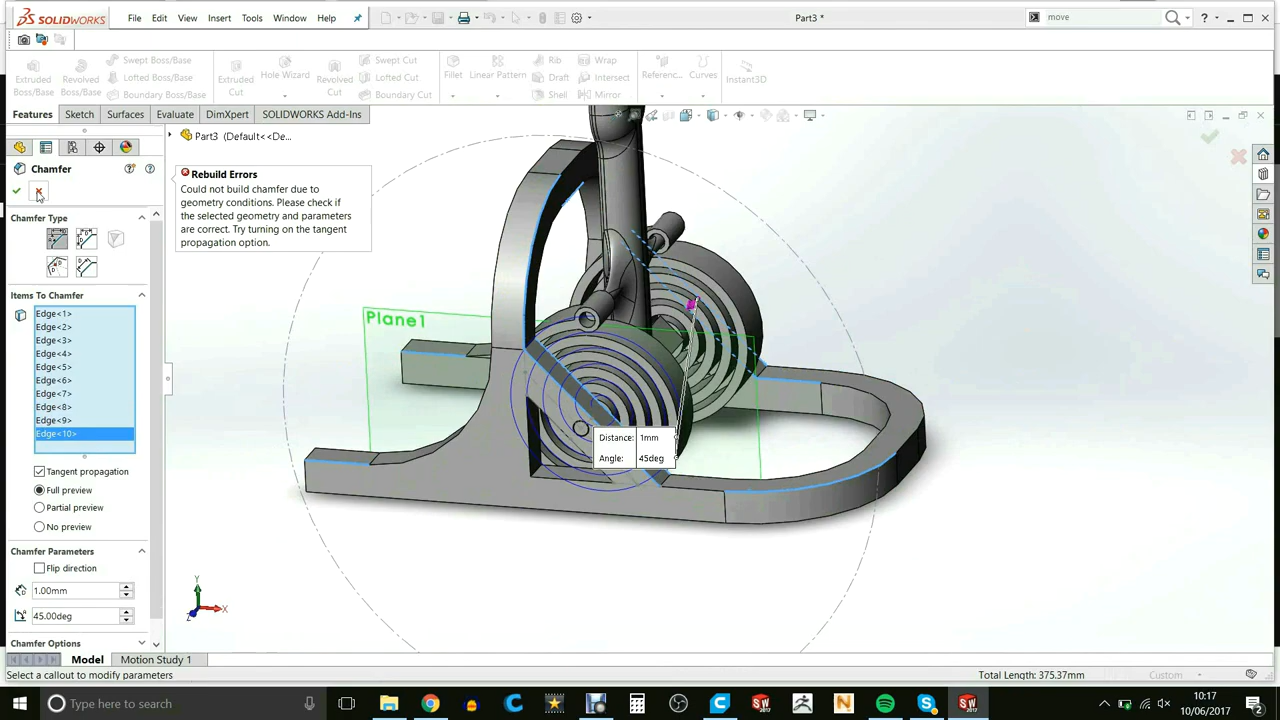 SOLIDWORKS
File
Edit
View
Insert
Tools
Window
Help
Part3 *
move
Extruded Boss/Base
Revolved Boss/Base
Swept Boss/Base
Lofted Boss/Base
Boundary Boss/Base
Extruded Cut
Hole Wizard
Revolved Cut
Swept Cut
Lofted Cut
Boundary Cut
Fillet
Linear Pattern
Rib
Draft
Shell
Wrap
Intersect
Mirror
Referenc...
Curves
Instant3D
Features
Sketch
Surfaces
Evaluate
DimXpert
SOLIDWORKS Add-Ins
Part3 (Default<<De...
Chamfer
Rebuild Errors
Could not build chamfer due to
geometry conditions. Please check if
the selected geometry and parameters
are correct. Try turning on the tangent
propagation option.
Chamfer Type
Items To Chamfer
Edge<1>
Edge<2>
Edge<3>
Edge<4>
Edge<5>
Edge<6>
Edge<7>
Edge<8>
Edge<9>
Edge<10>
Tangent propagation
Full preview
Partial preview
No preview
Chamfer Parameters
Flip direction
1.00mm
45.00deg
Chamfer Options
Plane1
Distance: 1mm
Angle: 45deg
Y
X
Z
Model
Motion Study 1
Select a callout to modify parameters
Total Length: 375.37mm
Custom
Type here to search
10:17
10/06/2017